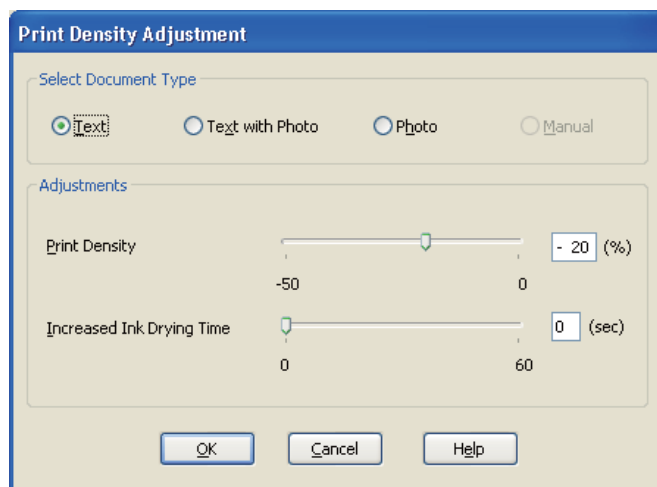 Print Density Adjustment
Select Document Type
Text Text with Photo Photo Manual
Adjustments
Print Density - 20 (%)
-50 0
Increased Ink Drying Time 0 (sec)
0 60
OK Cancel Help